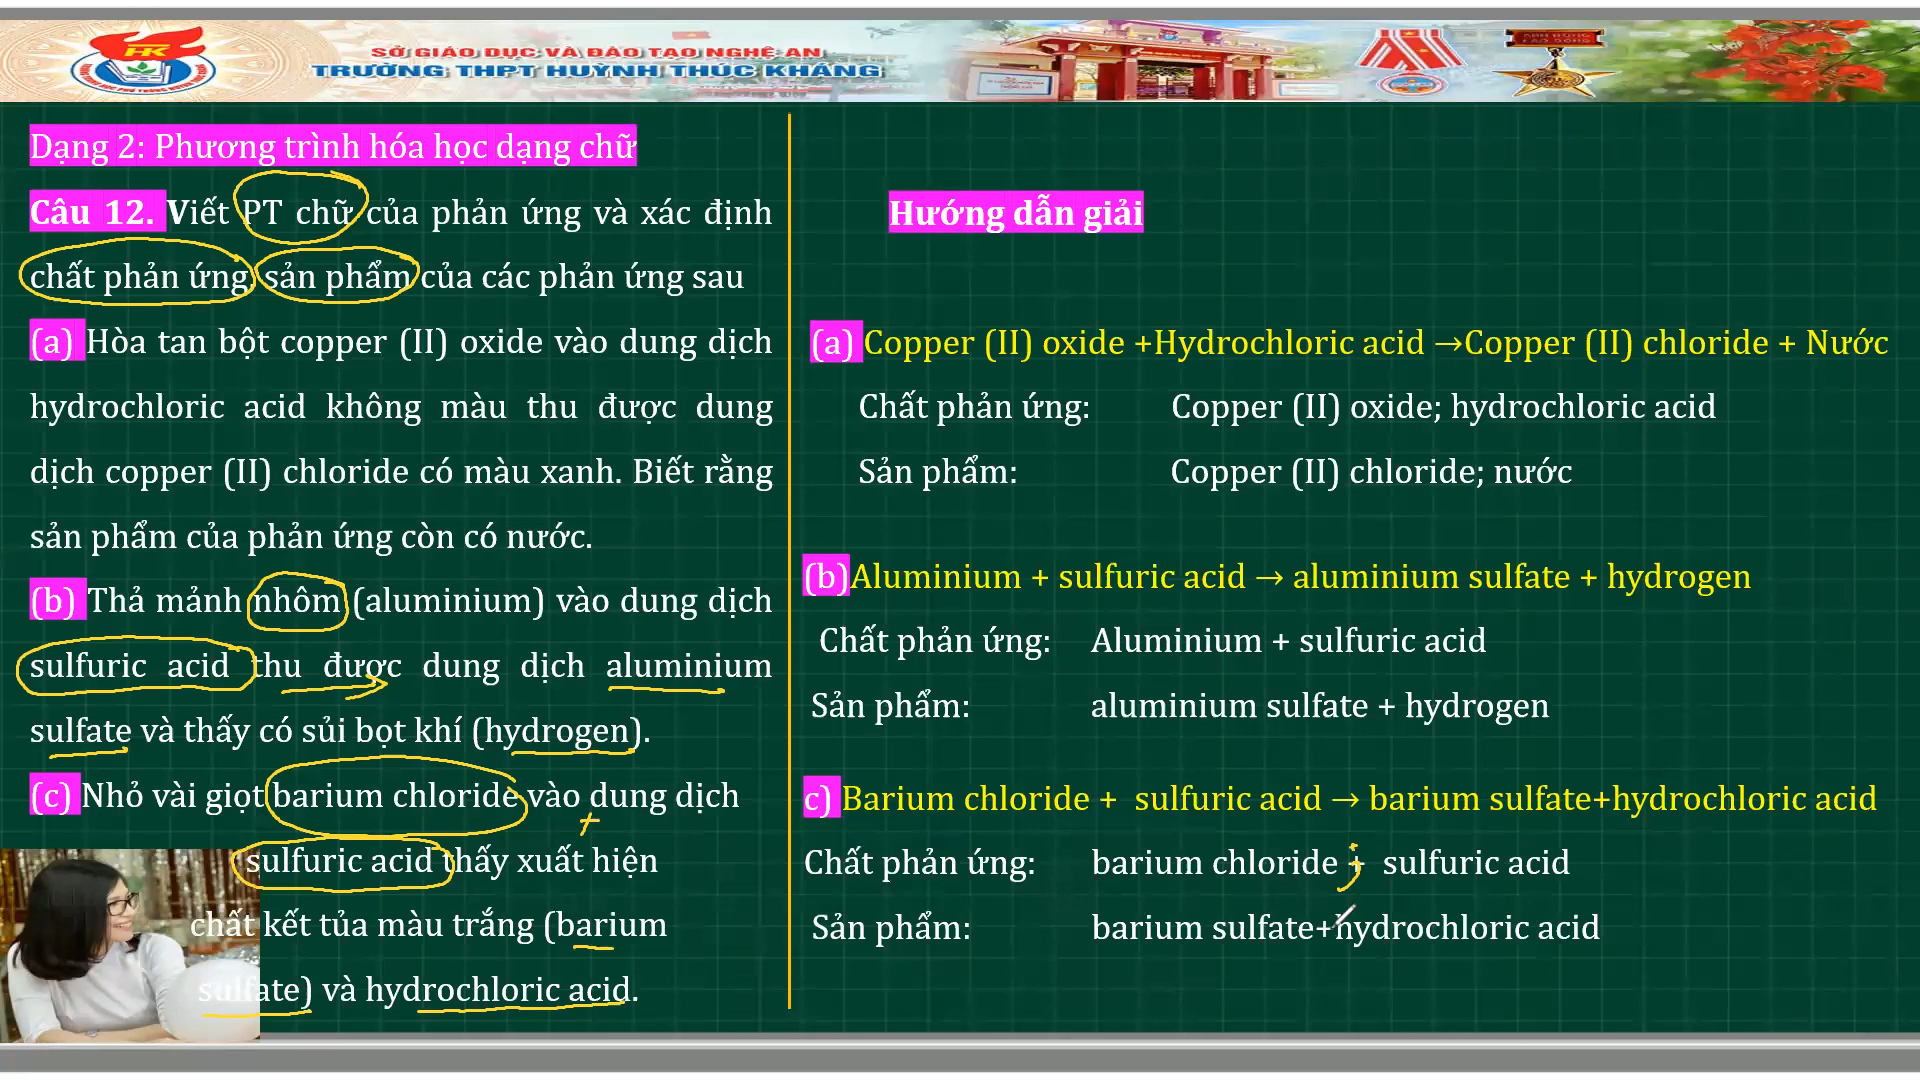 SỞ GIÁO DỤC VÀ ĐÀO TẠO NGHỆ AN
TRƯỜNG THPT HUỲNH THÚC KHÁNG
HK
Dạng 2: Phương trình hóa học dạng chữ
Câu 12. Viết PT chữ của phản ứng và xác định
chất phản ứng, sản phẩm của các phản ứng sau
(a) Hòa tan bột copper (II) oxide vào dung dịch
hydrochloric acid không màu thu được dung
dịch copper (II) chloride có màu xanh. Biết rằng
sản phẩm của phản ứng còn có nước.
(b) Thả mảnh nhôm (aluminium) vào dung dịch
sulfuric acid thu được dung dịch aluminium
sulfate và thấy có sủi bọt khí (hydrogen).
(c) Nhỏ vài giọt barium chloride vào dung dịch
+
sulfuric acid thấy xuất hiện
chất kết tủa màu trắng (barium
sulfate) và hydrochloric acid.
Hướng dẫn giải
(a) Copper (II) oxide +Hydrochloric acid →Copper (II) chloride + Nước
Chất phản ứng: Copper (II) oxide; hydrochloric acid
Sản phẩm: Copper (II) chloride; nước
(b)Aluminium + sulfuric acid → aluminium sulfate + hydrogen
Chất phản ứng: Aluminium + sulfuric acid
Sản phẩm: aluminium sulfate + hydrogen
c) Barium chloride + sulfuric acid → barium sulfate+hydrochloric acid
Chất phản ứng: barium chloride + sulfuric acid
Sản phẩm: barium sulfate+hydrochloric acid